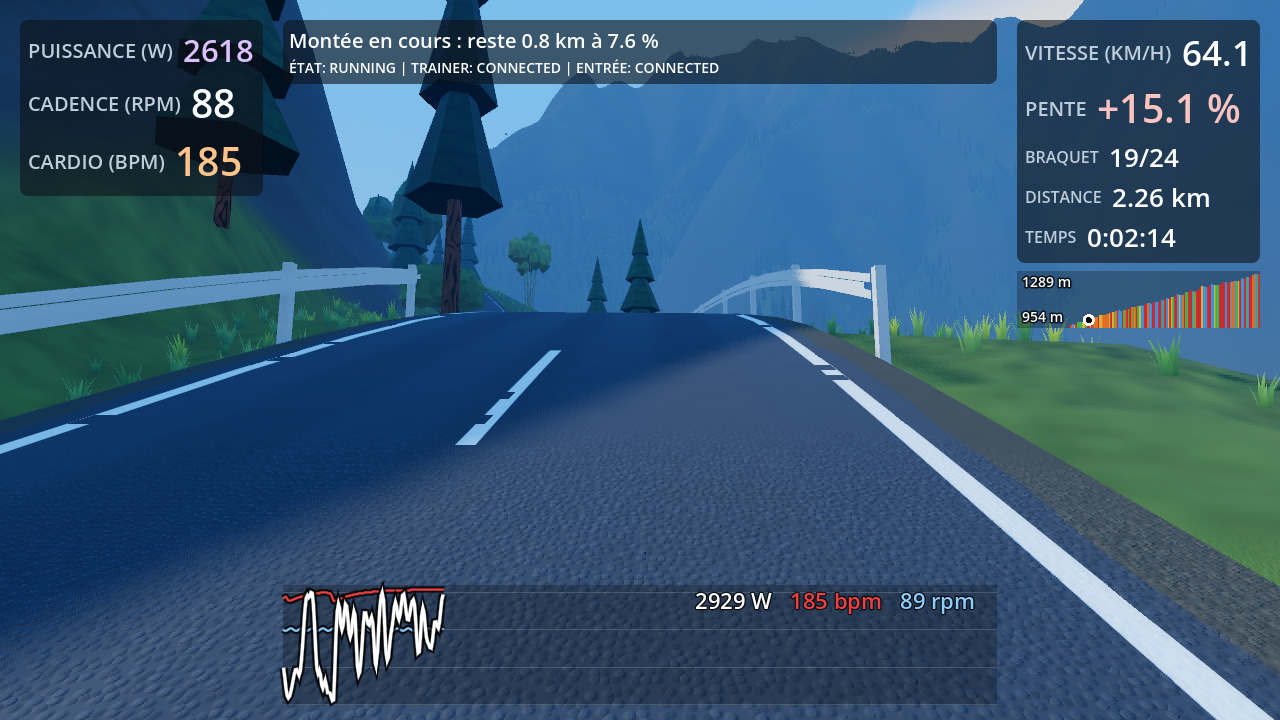 PUISSANCE (W) 2618
CADENCE (RPM) 88
CARDIO (BPM) 185
Montée en cours : reste 0.8 km à 7.6 %
ÉTAT: RUNNING | TRAINER: CONNECTED | ENTRÉE: CONNECTED
VITESSE (KM/H) 64.1
PENTE +15.1 %
BRAQUET 19/24
DISTANCE 2.26 km
TEMPS 0:02:14
1289 m
954 m
2929 W 185 bpm 89 rpm